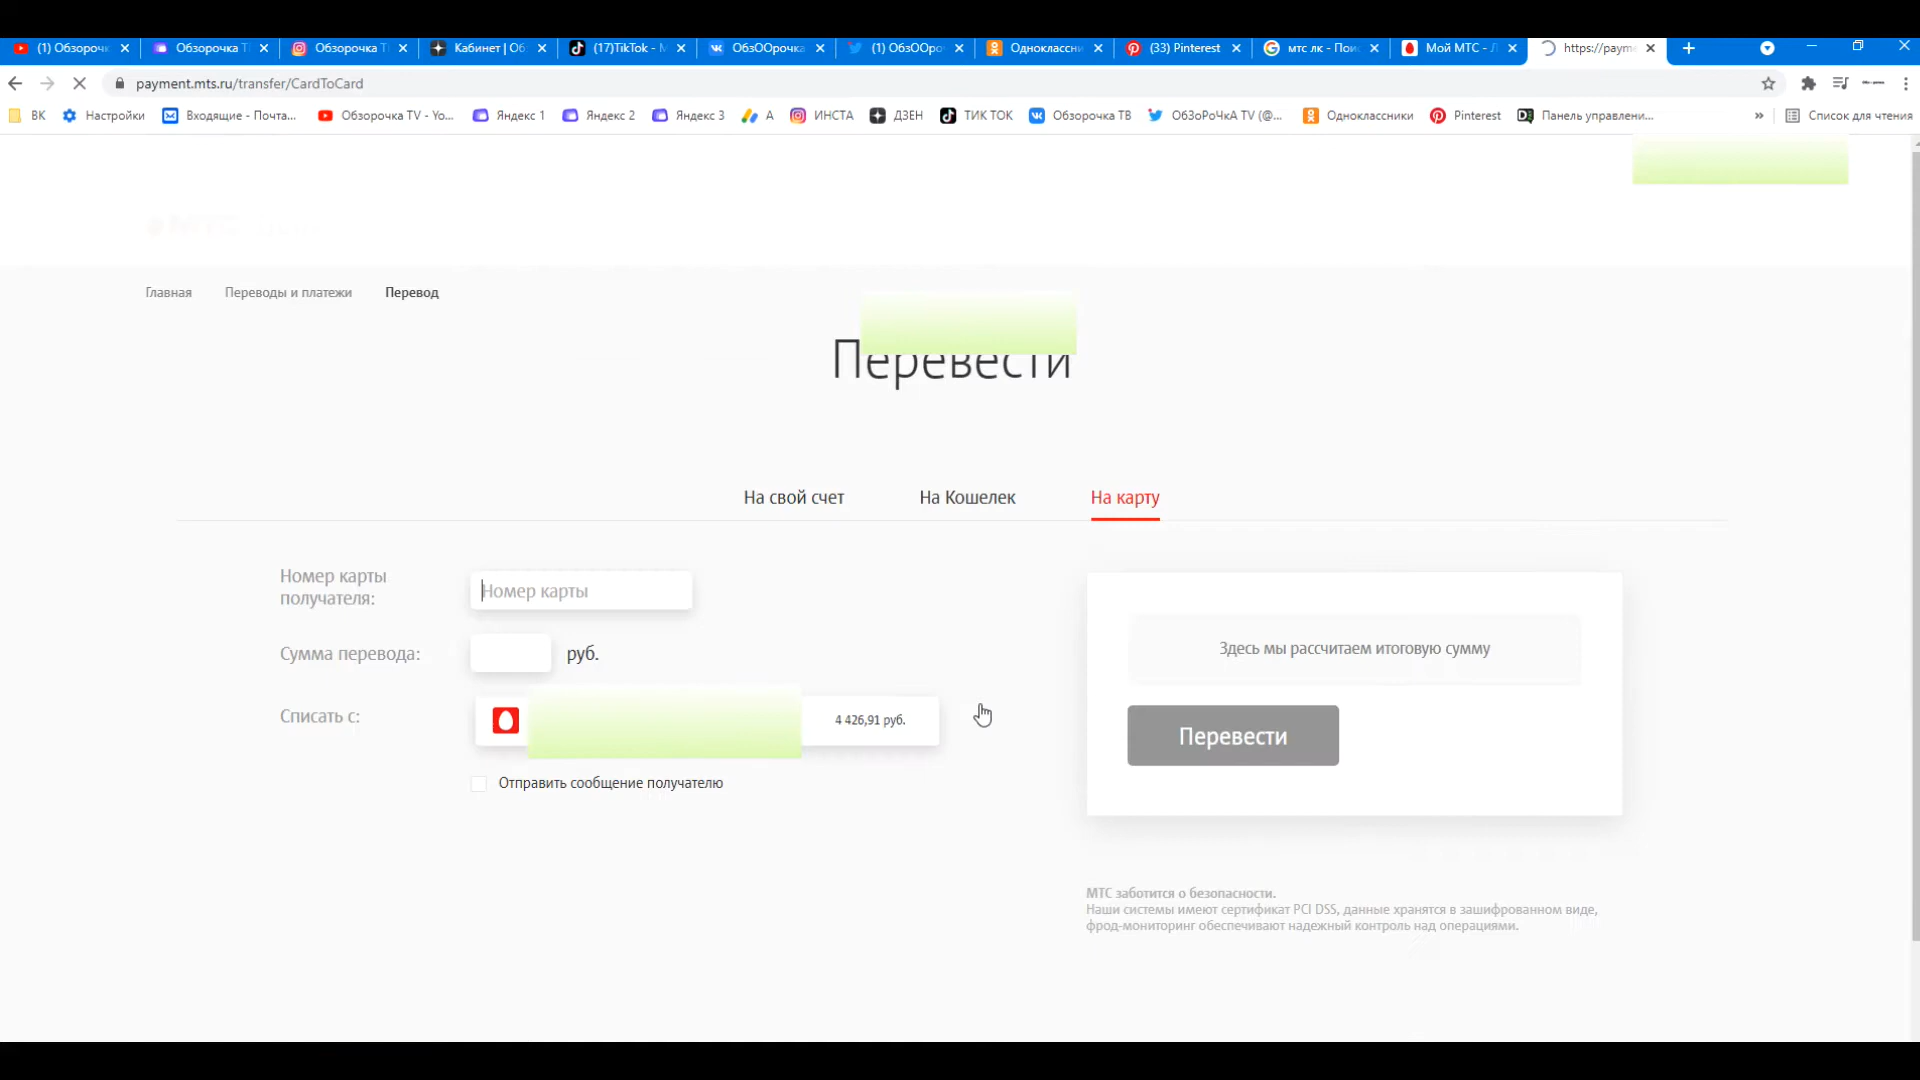 (1) Обзорочк
Обзорочка Т
Обзорочка Т
Кабинет | Об
(17)TikTok - М
ОбзООрочка
(1) ОбзООро
Одноклассни
(33) Pinterest
мтс лк - Пои
Мой МТС - Л
https://payme
payment.mts.ru/transfer/CardToCard
ВК
Настройки
Входящие - Почта...
Обзорочка TV - Yo...
Яндекс 1
Яндекс 2
Яндекс 3
А
ИНСТА
ДЗЕН
ТИК ТОК
Обзорочка ТВ
ОбЗоРоЧкА TV (@...
Одноклассники
Pinterest
Панель управлени...
»
Список для чтения
Главная
Переводы и платежи
Перевод
Перевести
На свой счет
На Кошелек
На карту
Номер карты
получателя:
Номер карты
Сумма перевода:
руб.
Списать с:
4 426,91 руб.
Отправить сообщение получателю
Здесь мы рассчитаем итоговую сумму
Перевести
МТС заботится о безопасности.
Наши системы имеют сертификат PCI DSS, данные хранятся в зашифрованном виде,
фрод-мониторинг обеспечивают надежный контроль над операциями.